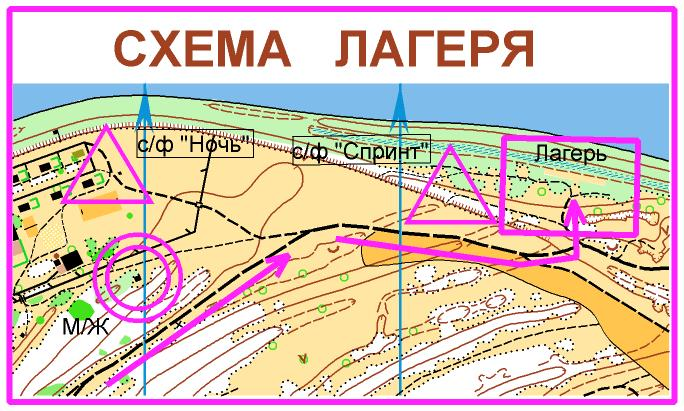 СХЕМА ЛАГЕРЯ
с/ф "Ночь"
с/ф "Спринт"
Лагерь
М/Ж